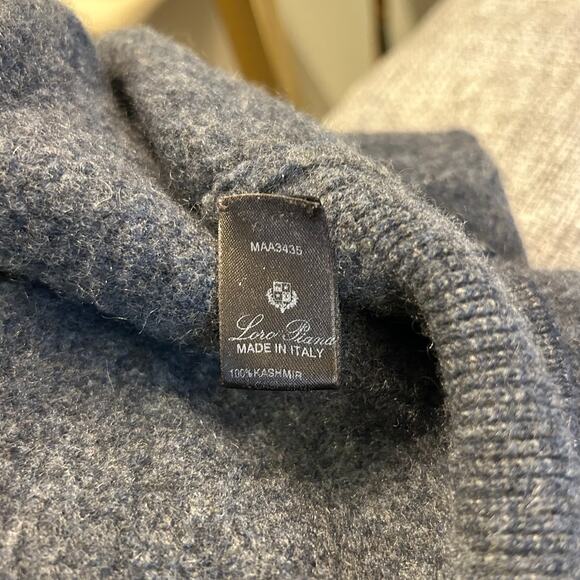 MAA3435
Loro Piana
MADE IN ITALY
100% KASHMIR